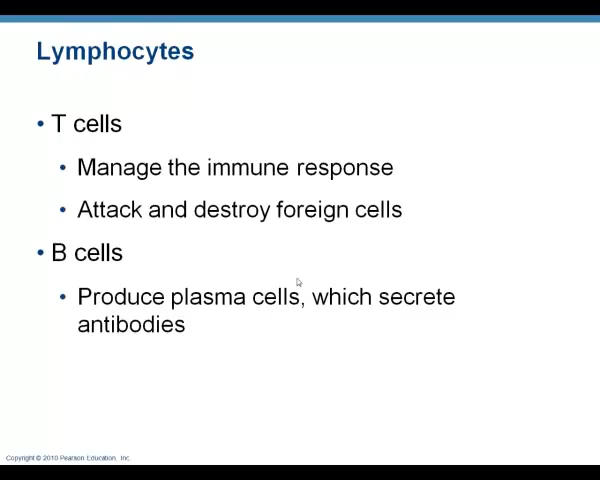 Lymphocytes
• T cells
• Manage the immune response
• Attack and destroy foreign cells
• B cells
• Produce plasma cells, which secrete
antibodies
Copyright © 2010 Pearson Education, Inc.